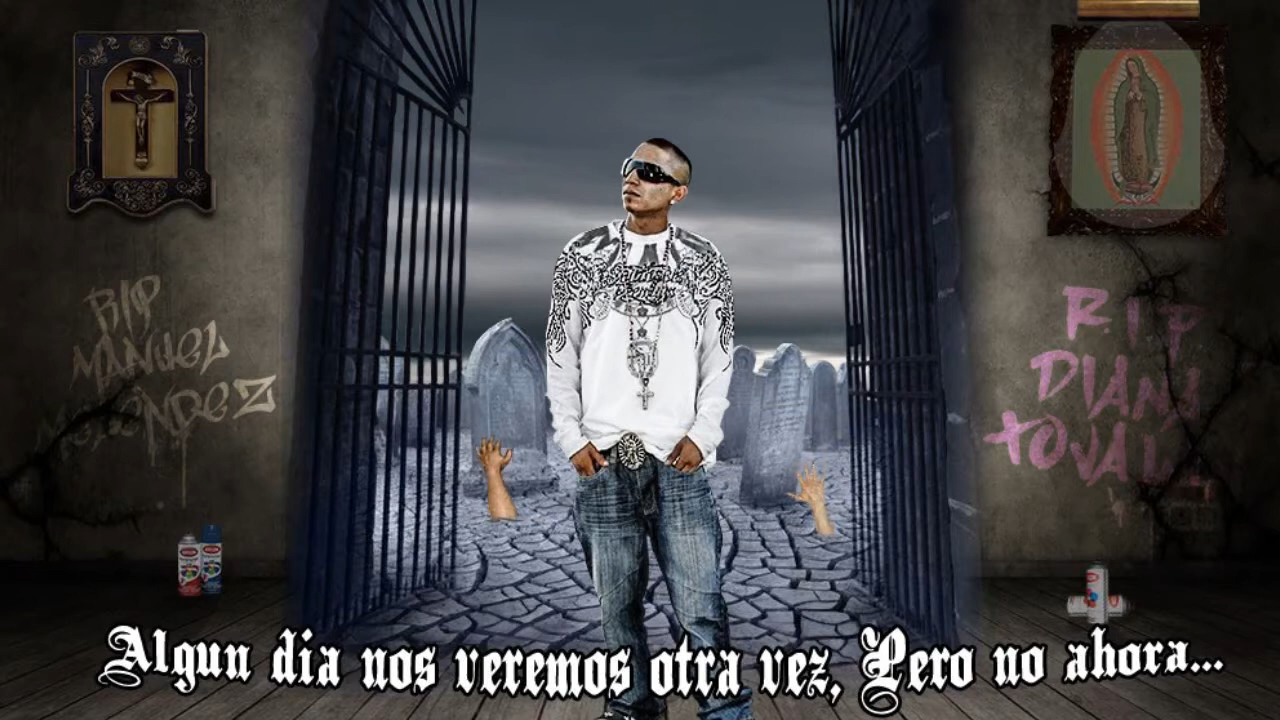 RIP
MANUEL
MELENDEZ
R.I.P
DIANA
TOVAL
Algun dia nos veremos otra vez, Pero no ahora...